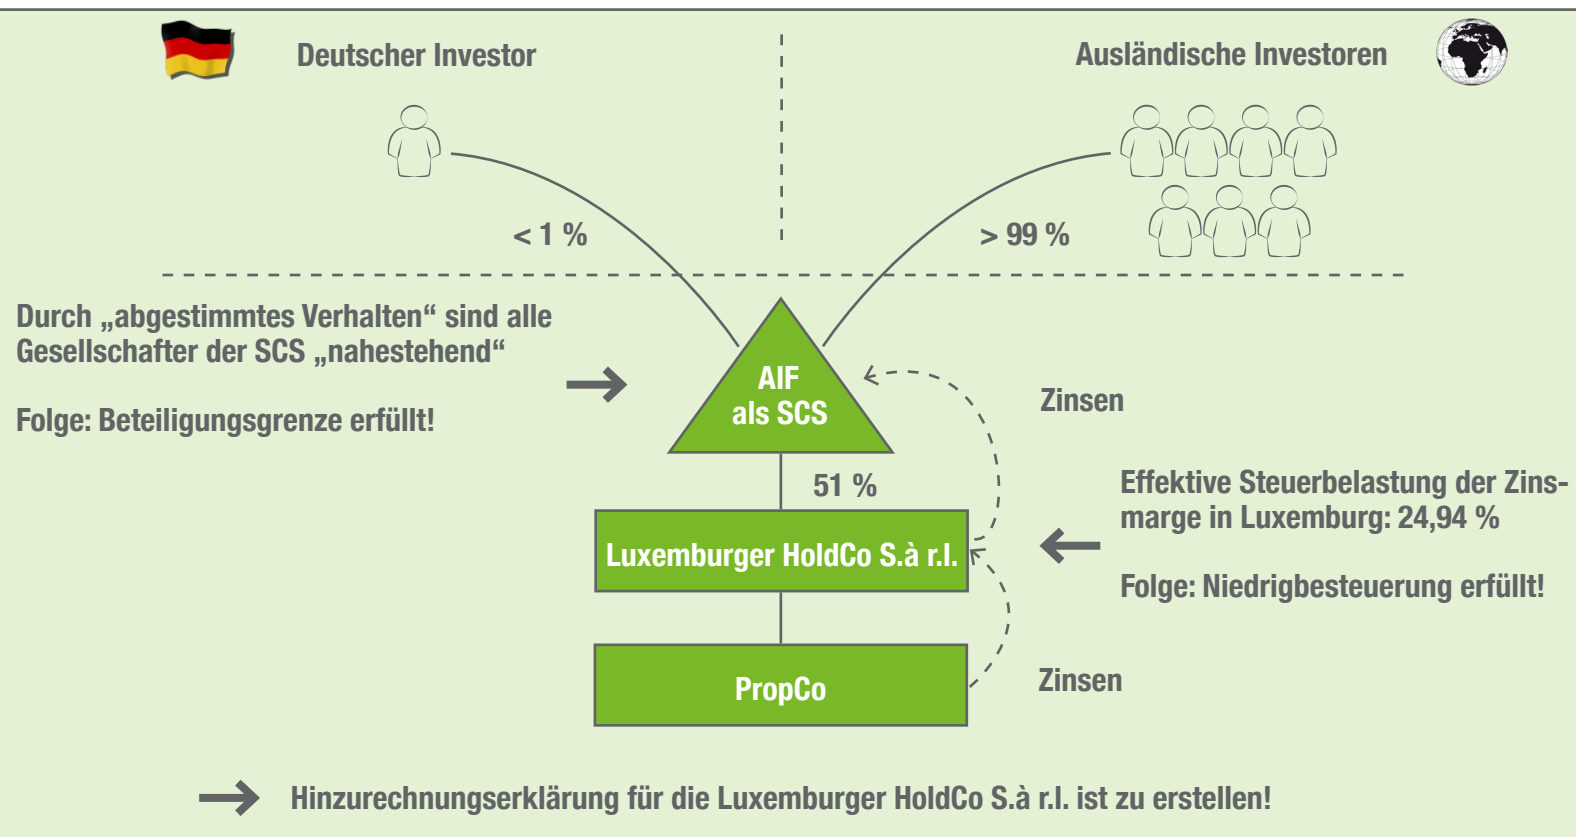 Deutscher Investor
Ausländische Investoren
< 1 %
> 99 %
Durch „abgestimmtes Verhalten“ sind alle
Gesellschafter der SCS „nahestehend“
Folge: Beteiligungsgrenze erfüllt!
AIF
als SCS
Zinsen
51 %
Effektive Steuerbelastung der Zins-
marge in Luxemburg: 24,94 %
Luxemburger HoldCo S.à r.l.
Folge: Niedrigbesteuerung erfüllt!
PropCo
Zinsen
Hinzurechnungserklärung für die Luxemburger HoldCo S.à r.l. ist zu erstellen!